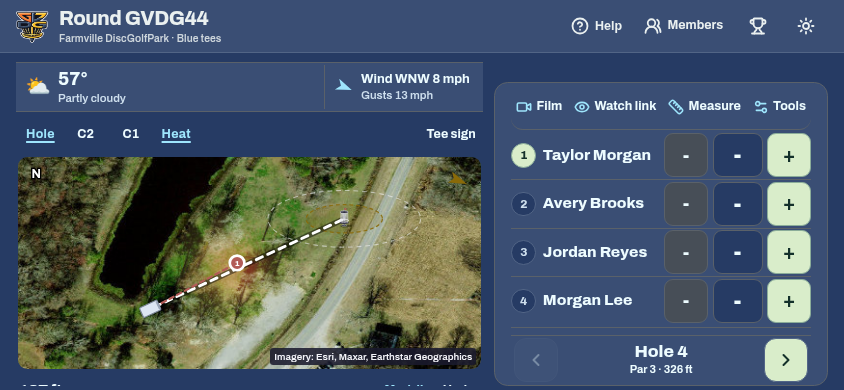 Round GVDG44
Farmville DiscGolfPark · Blue tees
Help
Members
57°
Partly cloudy
Wind WNW 8 mph
Gusts 13 mph
Hole C2 C1 Heat Tee sign
N
1
Imagery: Esri, Maxar, Earthstar Geographics
Film Watch link Measure Tools
1 Taylor Morgan - - +
2 Avery Brooks - - +
3 Jordan Reyes - - +
4 Morgan Lee - - +
Hole 4
Par 3 · 326 ft